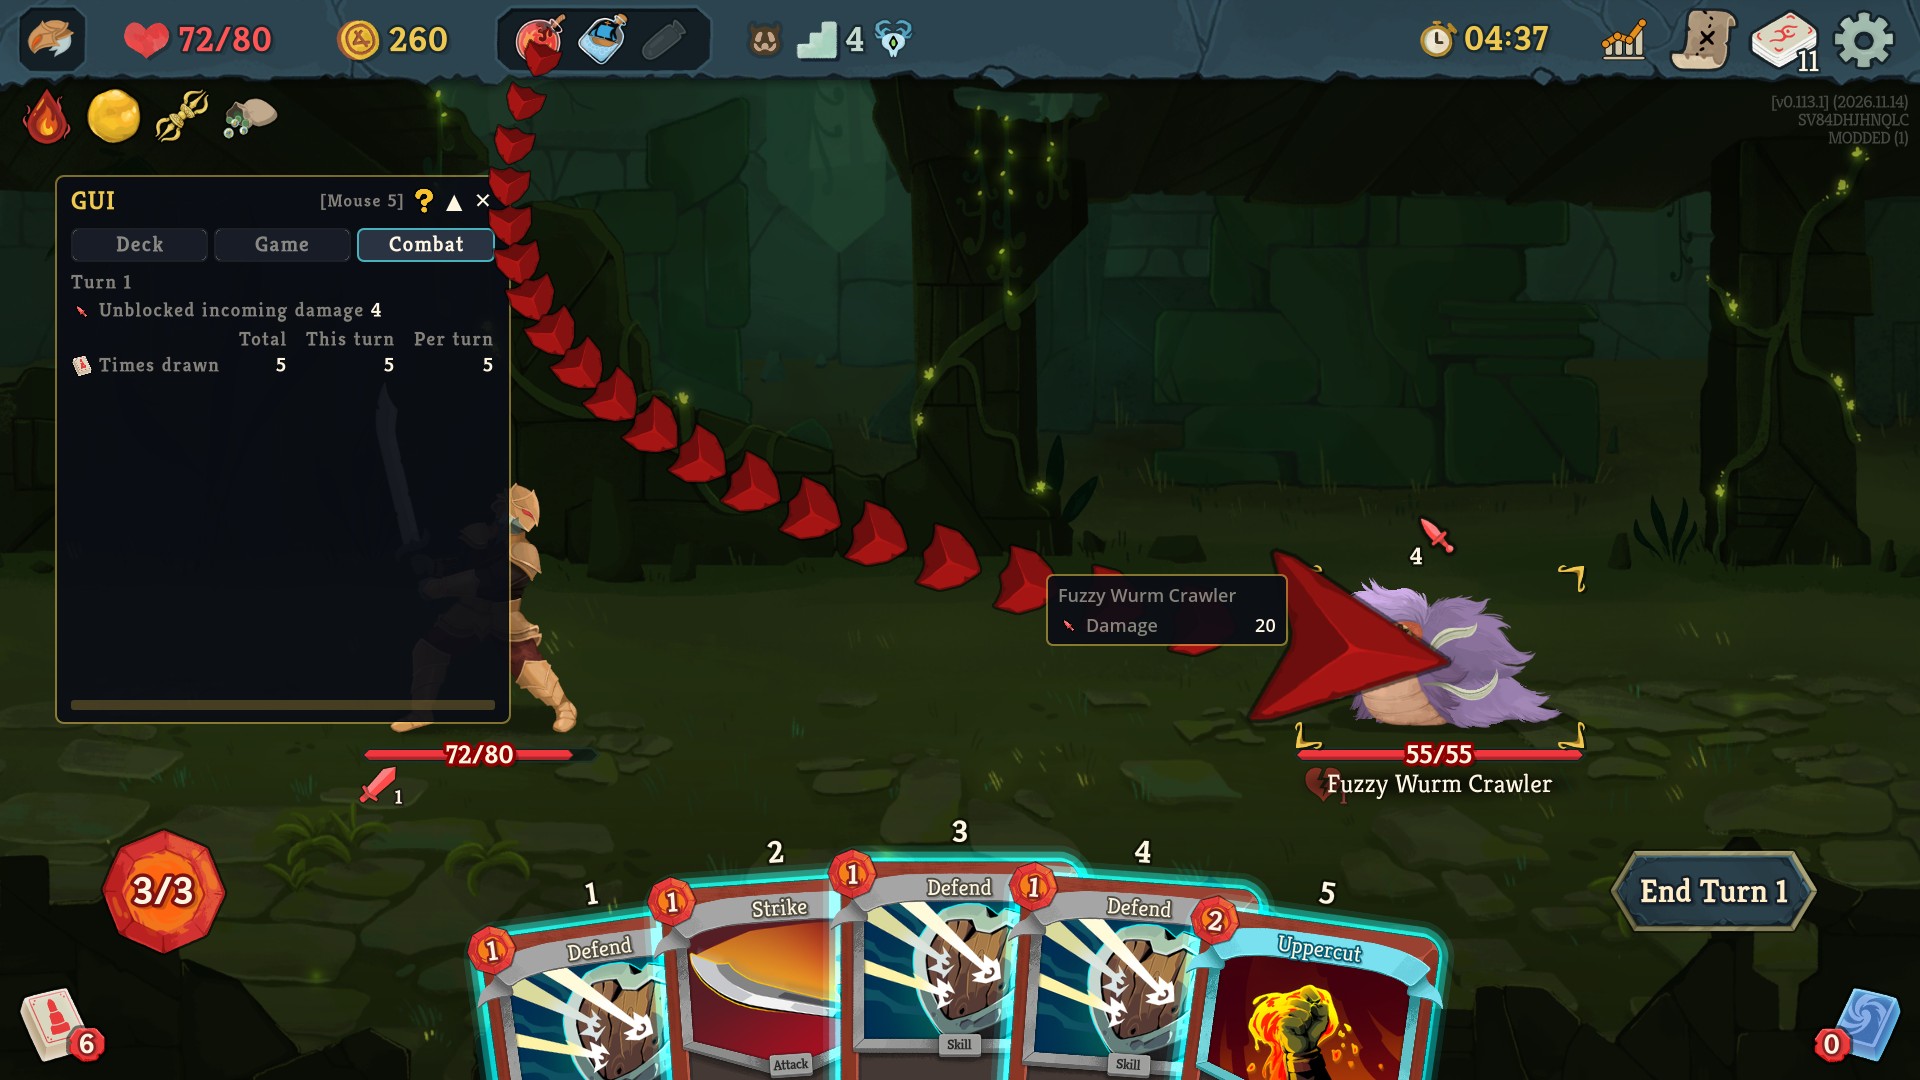 72/80
260
4
04:37
11
[v0.113.1] (2026.11.14)
SV84DHJHNQLC
MODDED (1)
GUI
[Mouse 5] ? ▲ ×
Deck Game Combat
Turn 1
Unblocked incoming damage 4
Total This turn Per turn
Times drawn 5 5 5
4
Fuzzy Wurm Crawler
Damage 20
72/80
1
55/55
Fuzzy Wurm Crawler
1
3/3
1 2 3 4 5
1 Defend
1 Strike
Attack
1 Defend
Skill
1 Defend
Skill
2 Uppercut
End Turn 1
6
0